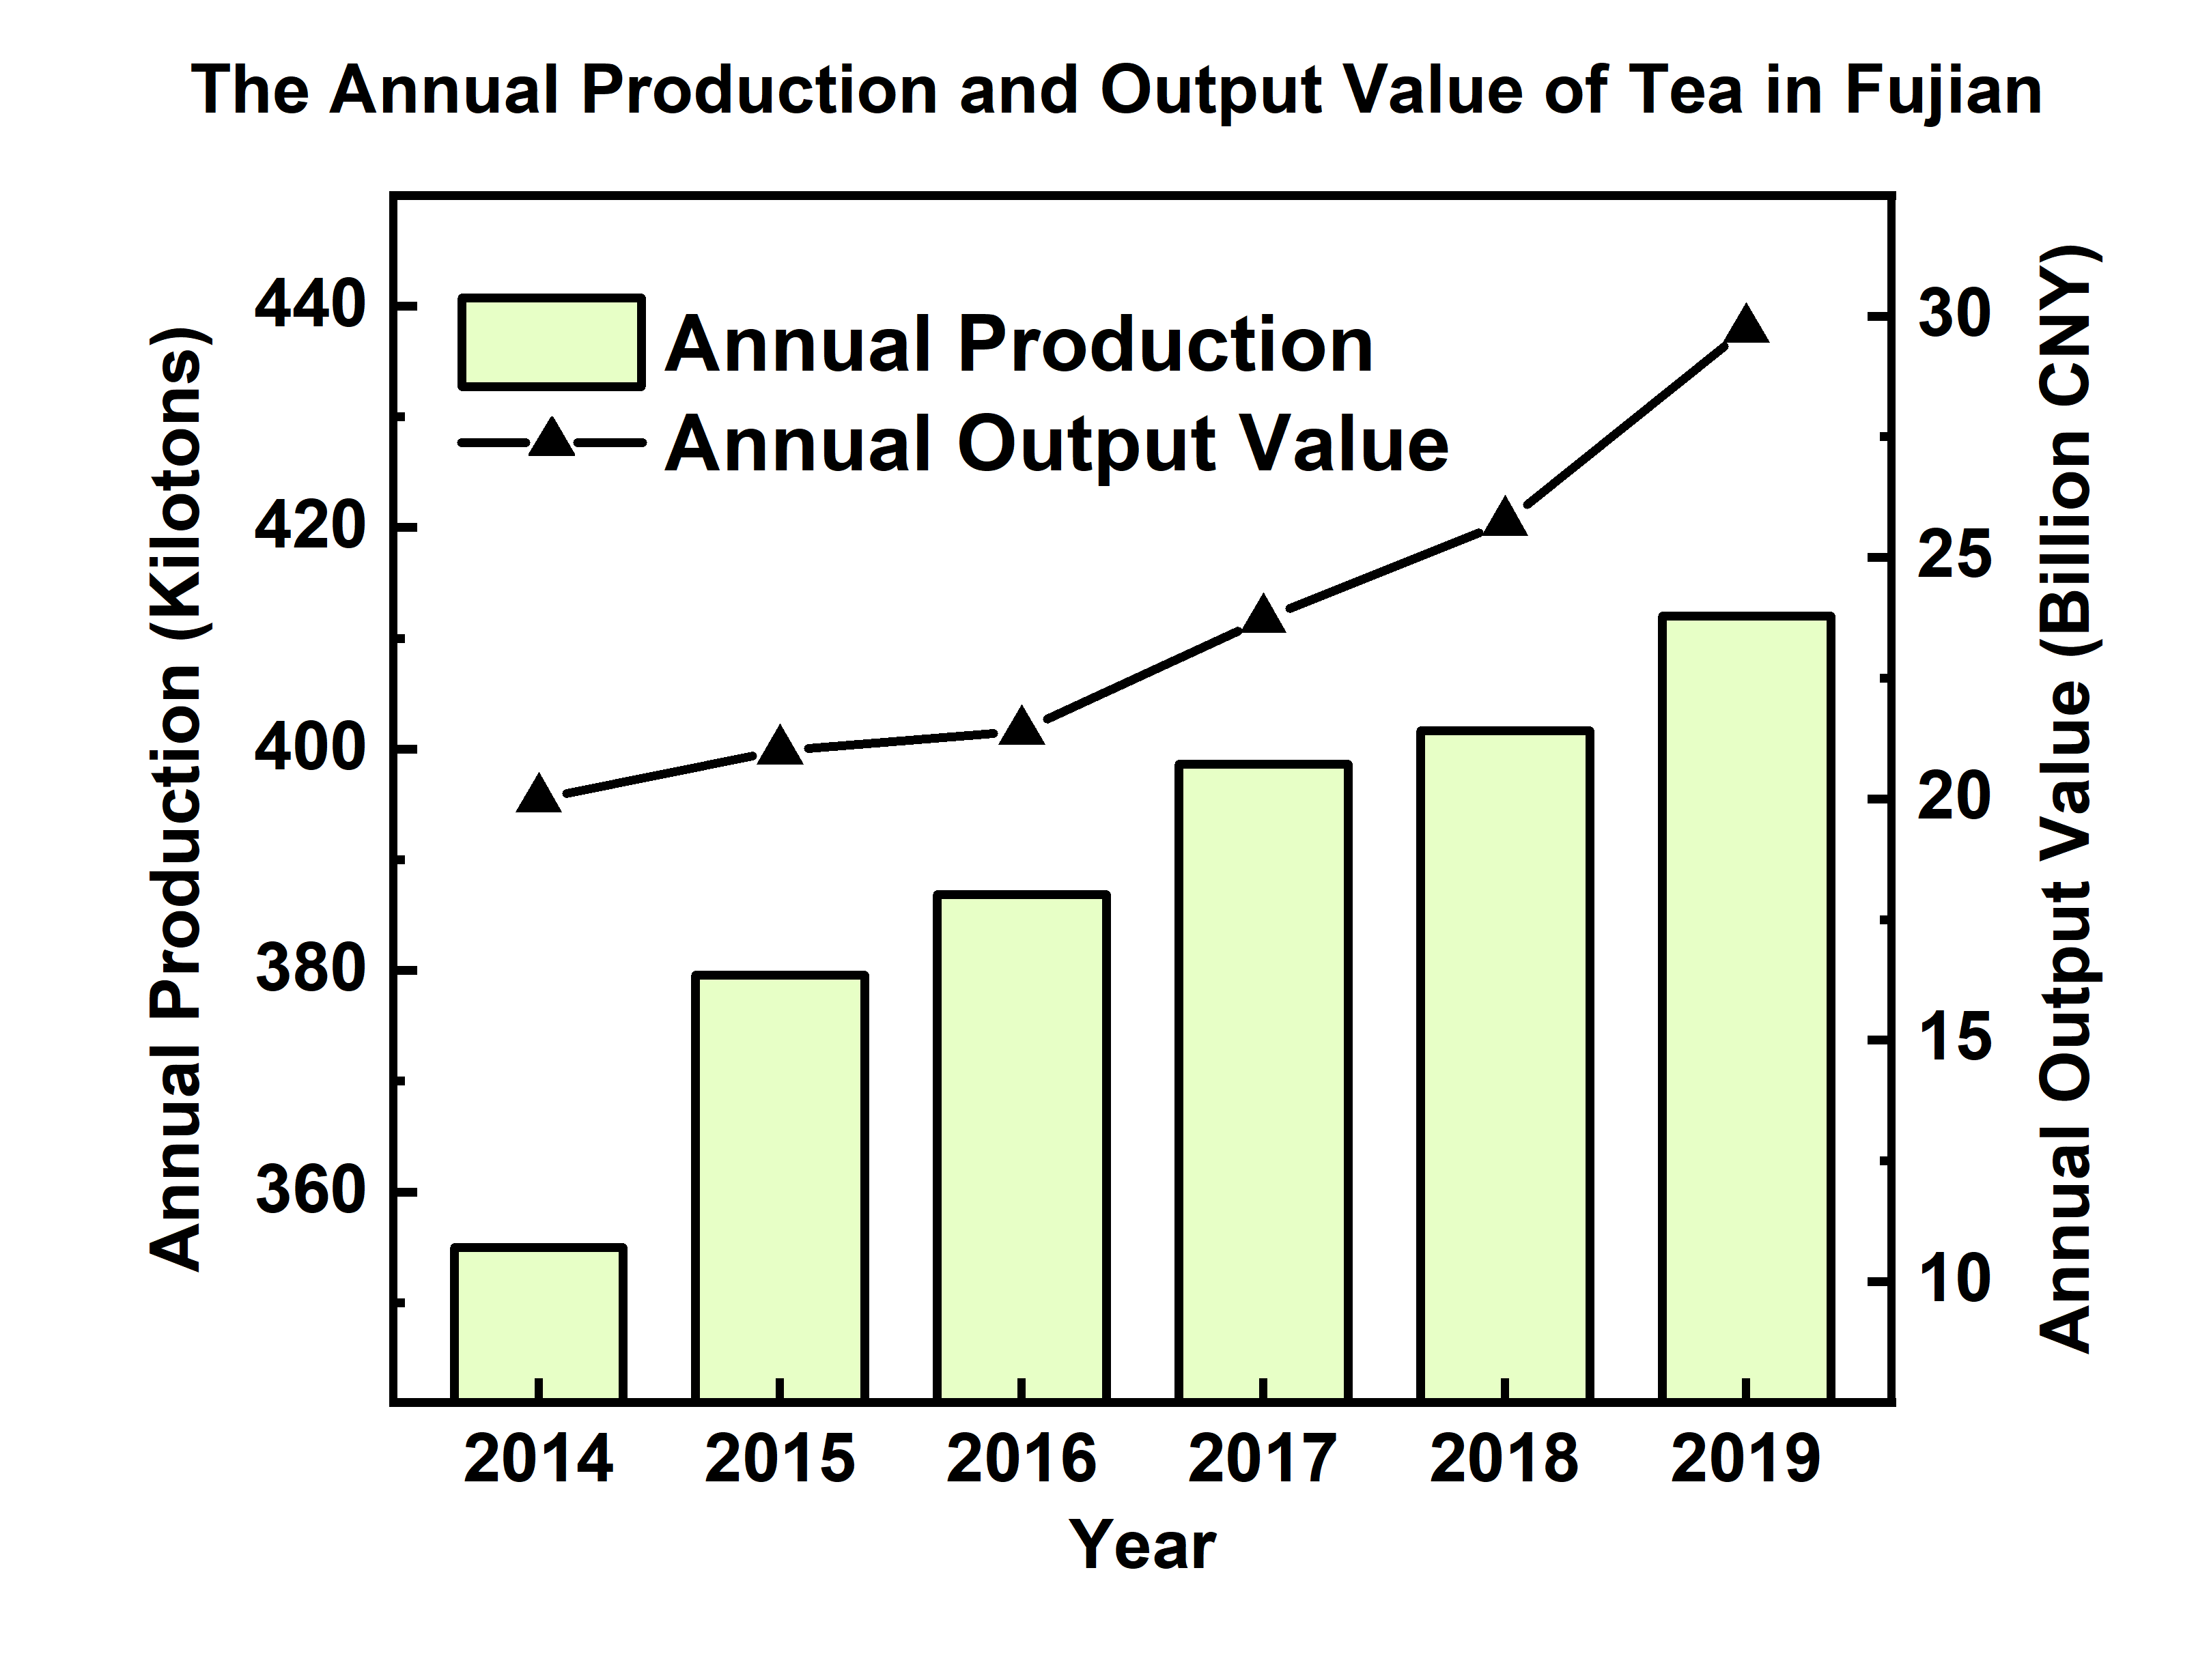 The Annual Production and Output Value of Tea in Fujian
Annual Production
Annual Output Value
Annual Production (Kilotons)
440
420
400
380
360
30
25
20
15
10
Annual Output Value (Billion CNY)
2014 2015 2016 2017 2018 2019
Year